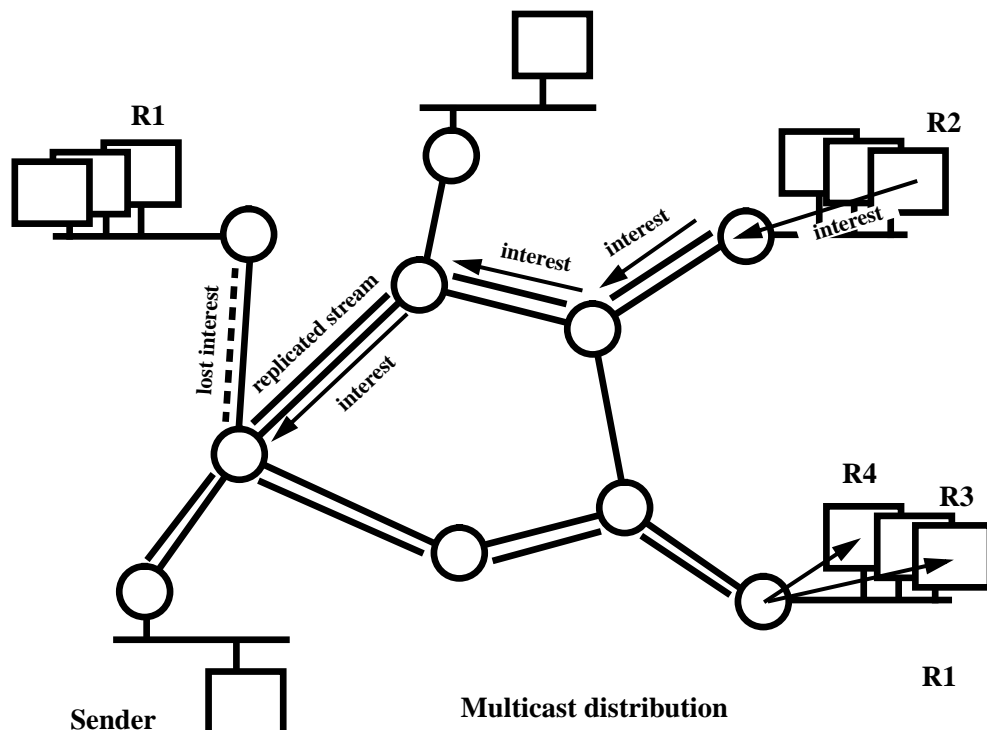 R1
R2
interest
interest
interest
lost interest
replicated stream
interest
R4
R3
R1
Sender
Multicast distribution